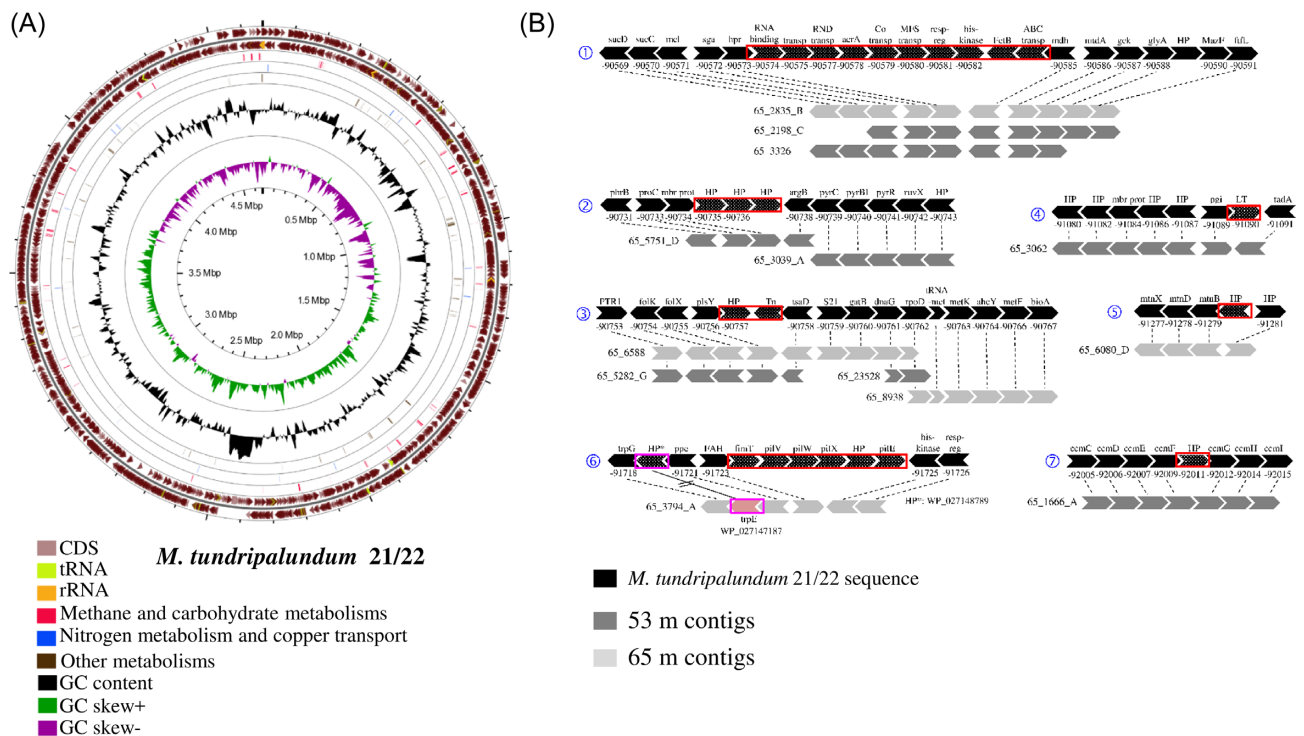 (A)
4.5 Mbp
0.5 Mbp
4.0 Mbp
1.0 Mbp
3.5 Mbp
1.5 Mbp
3.0 Mbp
2.0 Mbp
2.5 Mbp
M. tundripalundum 21/22
CDS
tRNA
rRNA
Methane and carbohydrate metabolisms
Nitrogen metabolism and copper transport
Other metabolisms
GC content
GC skew+
GC skew-
(B)
RNA RND Co MFS resp- his- ABC
sucD sucC mcl sga hpr binding transp transp acrA transp transp reg kinase FetB transp mdh mtdA gck glyA HP MazF fufL
1
-90569 -90570 -90571 -90572 -90573 -90574 -90575 -90577 -90578 -90579 -90580 -90581 -90582 -90585 -90586 -90587 -90588 -90590 -90591
65_2835_B
65_2198_C
65_3326
phrB proC mbr prot HP HP HP argB pyrC pyrBI pyrR ruvX HP
2
-90731 -90733 -90734 -90735 -90736 -90738 -90739 -90740 -90741 -90742 -90743
65_5751_D
65_3039_A
HP HP mbr prot HP HP pgi LT tadA
4
-91080 -91082 -91084 -91086 -91087 -91089 -91090 -91091
65_3062
tRNA
PTR1 folK folX plsY HP Tn tsaD S21 gatB dnaG rpoD met metK ahcY metF bioA
3
-90753 -90754 -90755 -90756 -90757 -90758 -90759 -90760 -90761 -90762 -90763 -90764 -90766 -90767
65_6588
65_5282_G
65_23528
65_8938
mtnX mtnD mtnB HP HP
5
-91277 -91278 -91279 -91281
65_6080_D
his- resp-
trpG ppa FAH fimT pilV pilW pilX HP pilE kinase reg
6
-91718 -91721 -91723 -91725 -91726
65_3794_A
trpE
WP_027147187
WP_027148789
ccmC ccmD ccmE ccmF HP ccmG ccmH ccmI
7
-92005 -92006 -92007 -92009 -92011 -92012 -92014 -92015
65_1666_A
M. tundripalundum 21/22 sequence
53 m contigs
65 m contigs